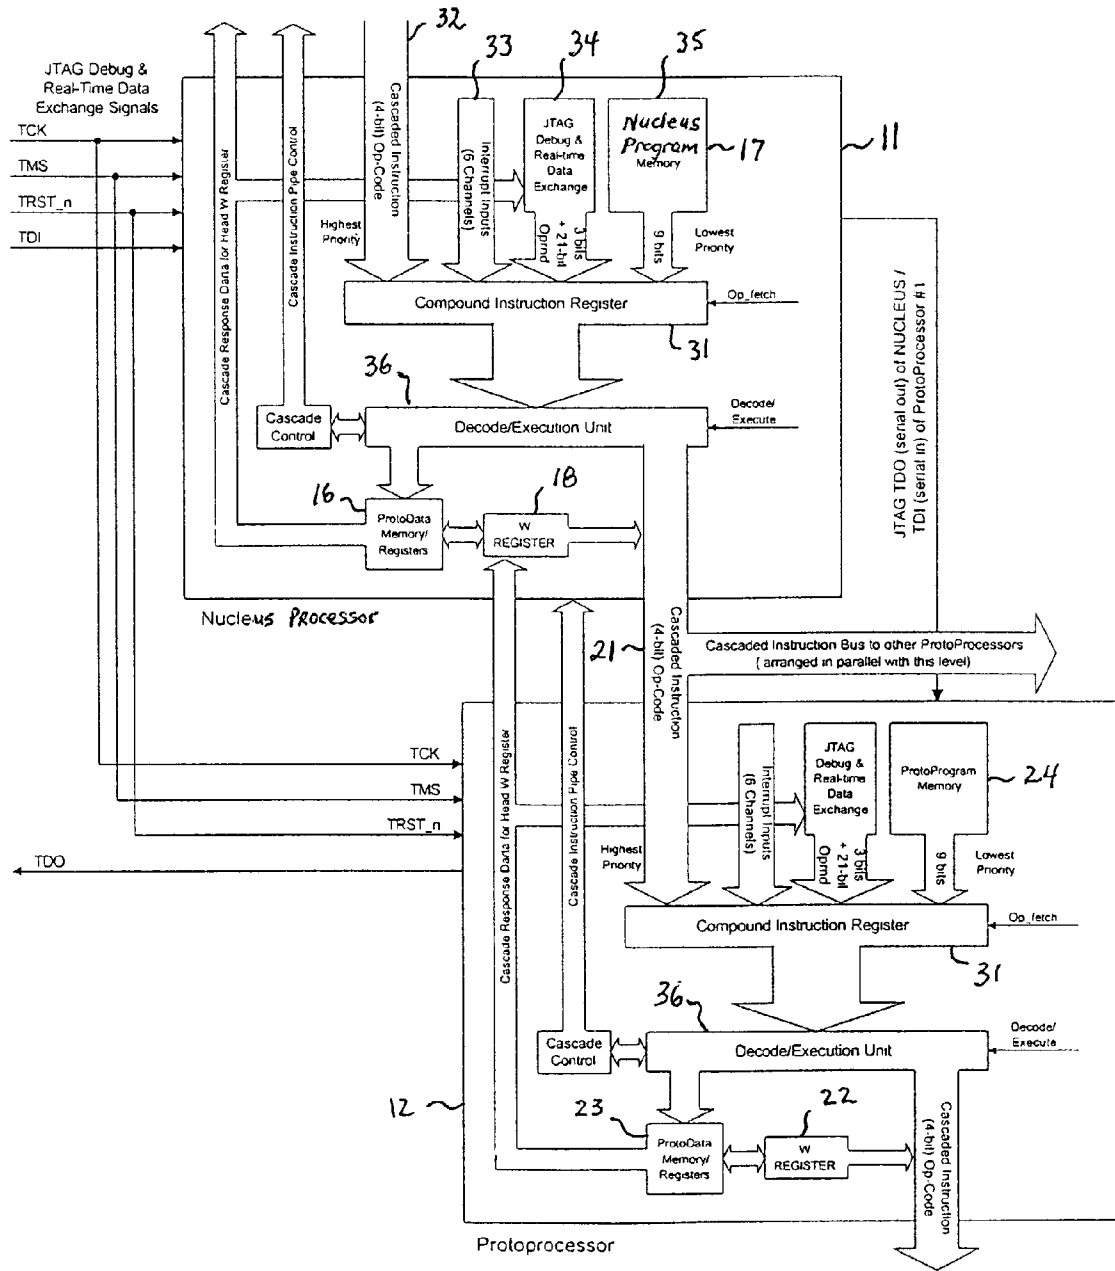 32
33
34
35
JTAG Debug &
Real-Time Data
Exchange Signals
TCK
TMS
TRST_n
TDI
Cascade Response Darta for Head W Register
Cascade Instruction Pipe Control
Cascaded Instruction
(4-bit) Op-Code
Interrupt Inputs
(6 Channels)
JTAG
Debug &
Real-time
Data
Exchange
Nucleus
Program
Memory
17
11
Highest
Priority
3 bits
+ 21-bit
Oprnd
9 bits
Lowest
Priority
Compound Instruction Register
Op_fetch
31
36
Cascade
Control
Decode/Execution Unit
Decode/
Execute
JTAG TDO (serial out) of NUCLEUS /
TDI (serial in) of ProtoProcessor #1
16
18
ProtoData
Memory/
Registers
W
REGISTER
Nucleus Processor
21
Cascaded Instruction
(4-bit) Op-Code
Cascaded Instruction Bus to other ProtoProcessors
( arranged in parallel with this level)
TCK
TMS
TRST_n
TDO
Cascade Response Darta for Head W Register
Cascade Instruction Pipe Control
Interrupt Inputs
(6 Channels)
JTAG
Debug &
Real-time
Data
Exchange
ProtoProgram
Memory
24
Highest
Priority
3 bits
+ 21-bit
Oprnd
9 bits
Lowest
Priority
Compound Instruction Register
Op_fetch
31
36
Cascade
Control
Decode/Execution Unit
Decode/
Execute
12
23
22
ProtoData
Memory/
Registers
W
REGISTER
Cascaded Instruction
(4-bit) Op-Code
Protoprocessor